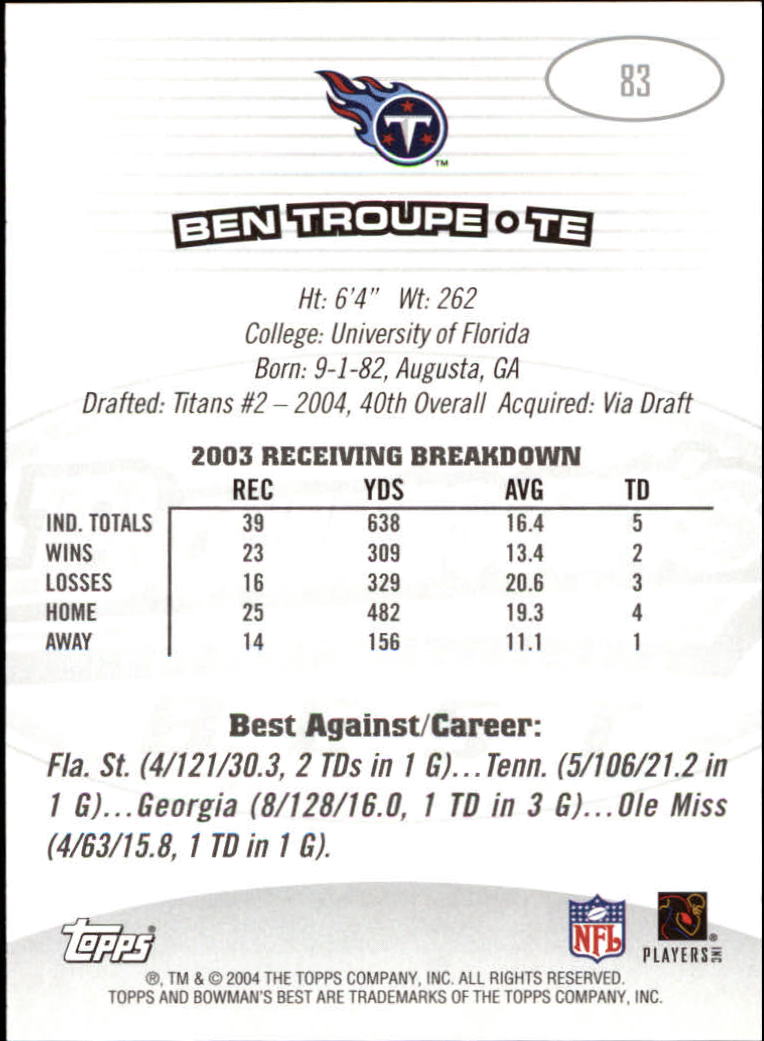 83
T
TM
BEN TROUPE • TE
Ht: 6'4" Wt: 262
College: University of Florida
Born: 9-1-82, Augusta, GA
Drafted: Titans #2 – 2004, 40th Overall Acquired: Via Draft
2003 RECEIVING BREAKDOWN
REC YDS AVG TD
IND. TOTALS 39 638 16.4 5
WINS 23 309 13.4 2
LOSSES 16 329 20.6 3
HOME 25 482 19.3 4
AWAY 14 156 11.1 1
Best Against/Career:
Fla. St. (4/121/30.3, 2 TDs in 1 G)...Tenn. (5/106/21.2 in
1 G)...Georgia (8/128/16.0, 1 TD in 3 G)...Ole Miss
(4/63/15.8, 1 TD in 1 G).
Topps®
NFL
PLAYERS INC ®
®, TM & © 2004 THE TOPPS COMPANY, INC. ALL RIGHTS RESERVED.
TOPPS AND BOWMAN'S BEST ARE TRADEMARKS OF THE TOPPS COMPANY, INC.